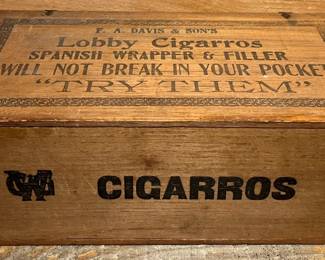 F. A. DAVIS & SON'S
Lobby Cigarros
SPANISH WRAPPER & FILLER
WILL NOT BREAK IN YOUR POCKET
"TRY THEM"
CIGARROS